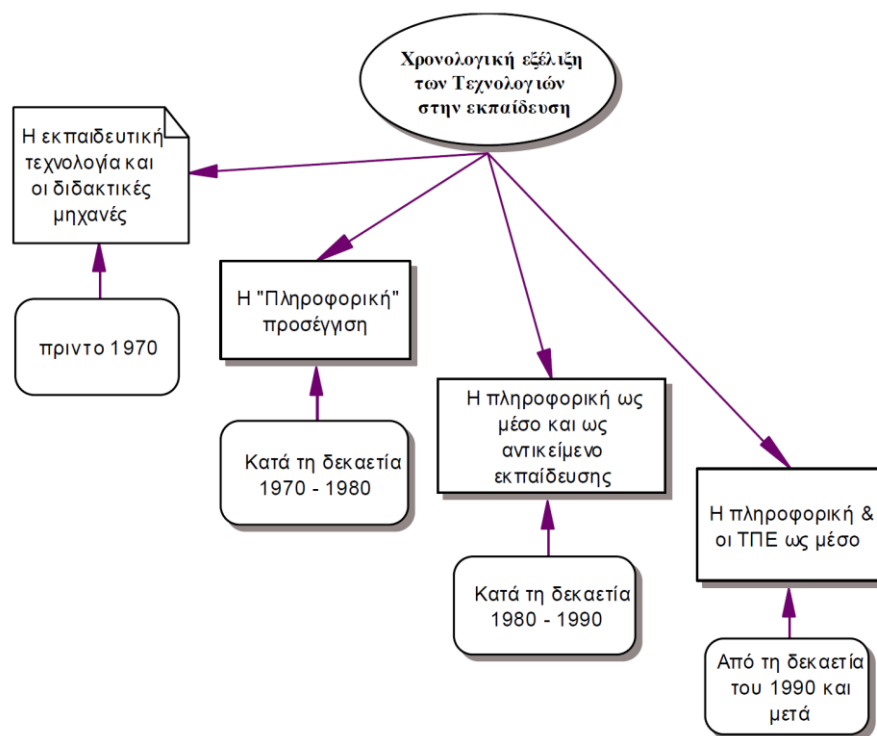 Χρονολογική εξέλιξη
των Τεχνολογιών
στην εκπαίδευση
Η εκπαιδευτική
τεχνολογία και
οι διδακτικές
μηχανές
πριντο 1970
Η "Πληροφορική"
προσέγγιση
Κατά τη δεκαετία
1970 - 1980
Η πληροφορική ως
μέσο και ως
αντικείμενο
εκπαίδευσης
Κατά τη δεκαετία
1980 - 1990
Η πληροφορική &
οι ΤΠΕ ως μέσο
Από τη δεκαετία
του 1990 και
μετά